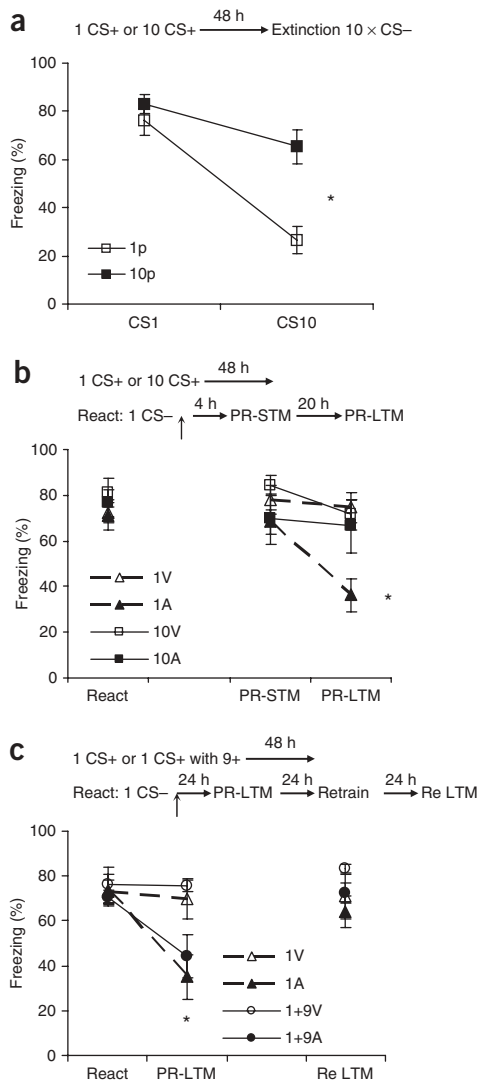 a
1 CS+ or 10 CS+ 48 h Extinction 10 × CS–
100
80
60
40
20
0
Freezing (%)
1p
10p
*
CS1 CS10
b
1 CS+ or 10 CS+ 48 h
React: 1 CS– 4 h PR-STM 20 h PR-LTM
100
80
60
40
20
0
Freezing (%)
1V
1A
10V
10A
*
React PR-STM PR-LTM
c
1 CS+ or 1 CS+ with 9+ 48 h
React: 1 CS– 24 h PR-LTM 24 h Retrain 24 h Re LTM
100
80
60
40
20
0
Freezing (%)
1V
1A
1+9V
1+9A
*
React PR-LTM Re LTM